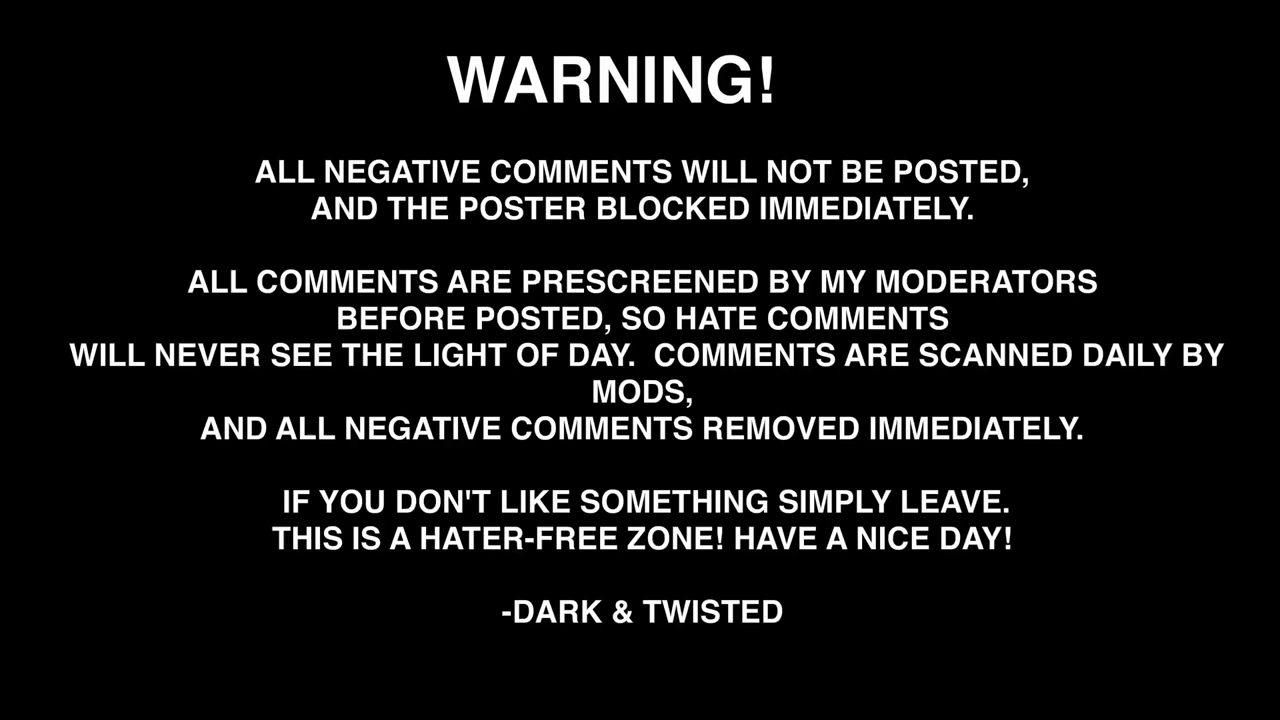 WARNING!
ALL NEGATIVE COMMENTS WILL NOT BE POSTED,
AND THE POSTER BLOCKED IMMEDIATELY.
ALL COMMENTS ARE PRESCREENED BY MY MODERATORS
BEFORE POSTED, SO HATE COMMENTS
WILL NEVER SEE THE LIGHT OF DAY.  COMMENTS ARE SCANNED DAILY BY
MODS,
AND ALL NEGATIVE COMMENTS REMOVED IMMEDIATELY.
IF YOU DON'T LIKE SOMETHING SIMPLY LEAVE.
THIS IS A HATER-FREE ZONE! HAVE A NICE DAY!
-DARK & TWISTED